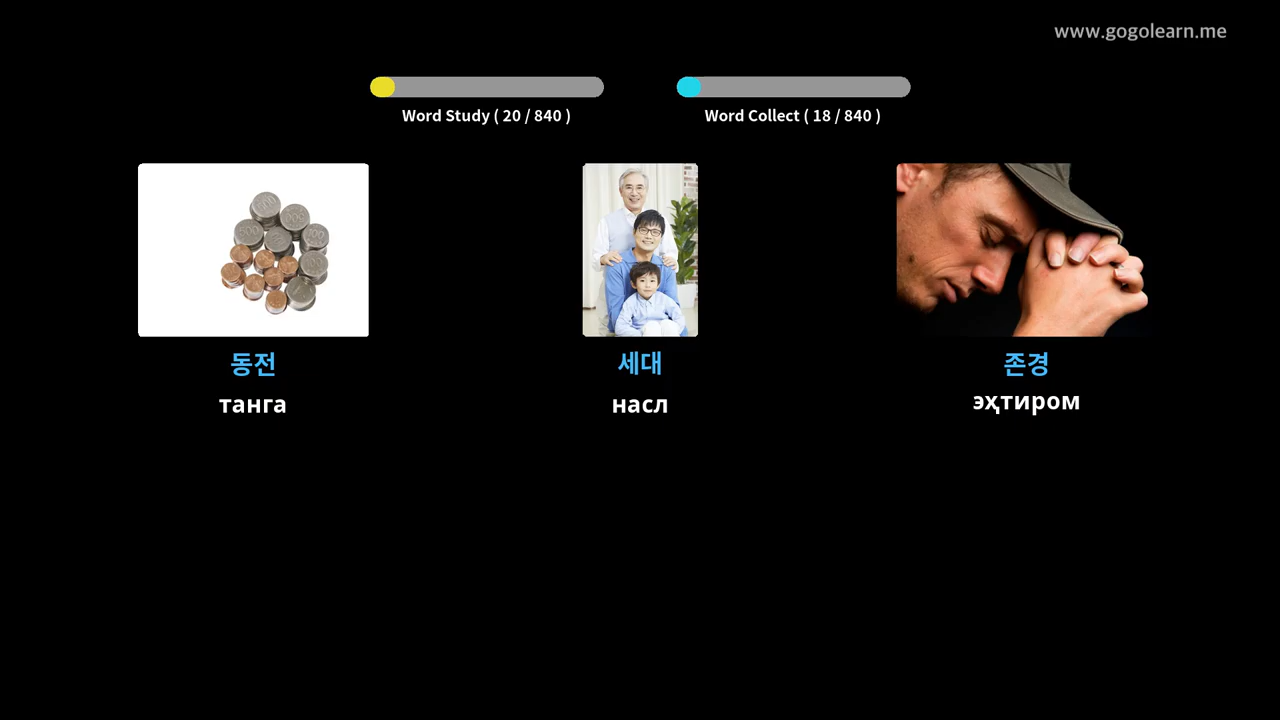 www.gogolearn.me
Word Study ( 20 / 840 )
Word Collect ( 18 / 840 )
동전
세대
존경
танга
насл
эҳтиром